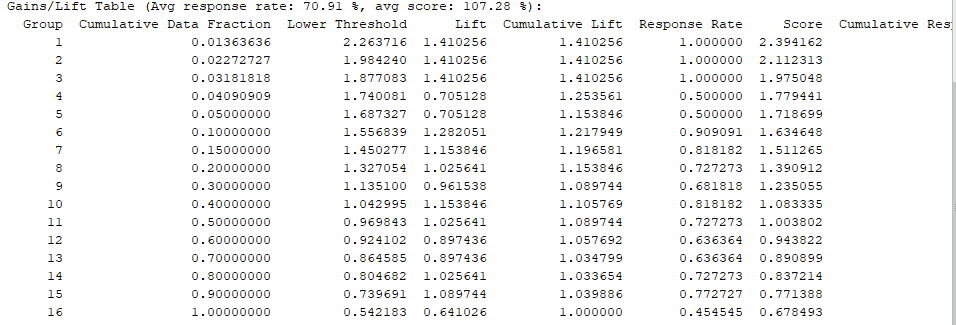 Gains/Lift Table (Avg response rate: 70.91 %, avg score: 107.28 %):
Group Cumulative Data Fraction Lower Threshold Lift Cumulative Lift Response Rate Score Cumulative Res
1 0.01363636 2.263716 1.410256 1.410256 1.000000 2.394162
2 0.02272727 1.984240 1.410256 1.410256 1.000000 2.112313
3 0.03181818 1.877083 1.410256 1.410256 1.000000 1.975048
4 0.04090909 1.740081 0.705128 1.253561 0.500000 1.779441
5 0.05000000 1.687327 0.705128 1.153846 0.500000 1.718699
6 0.10000000 1.556839 1.282051 1.217949 0.909091 1.634648
7 0.15000000 1.450277 1.153846 1.196581 0.818182 1.511265
8 0.20000000 1.327054 1.025641 1.153846 0.727273 1.390912
9 0.30000000 1.135100 0.961538 1.089744 0.681818 1.235055
10 0.40000000 1.042995 1.153846 1.105769 0.818182 1.083335
11 0.50000000 0.969843 1.025641 1.089744 0.727273 1.003802
12 0.60000000 0.924102 0.897436 1.057692 0.636364 0.943822
13 0.70000000 0.864585 0.897436 1.034799 0.636364 0.890899
14 0.80000000 0.804682 1.025641 1.033654 0.727273 0.837214
15 0.90000000 0.739691 1.089744 1.039886 0.772727 0.771388
16 1.00000000 0.542183 0.641026 1.000000 0.454545 0.678493